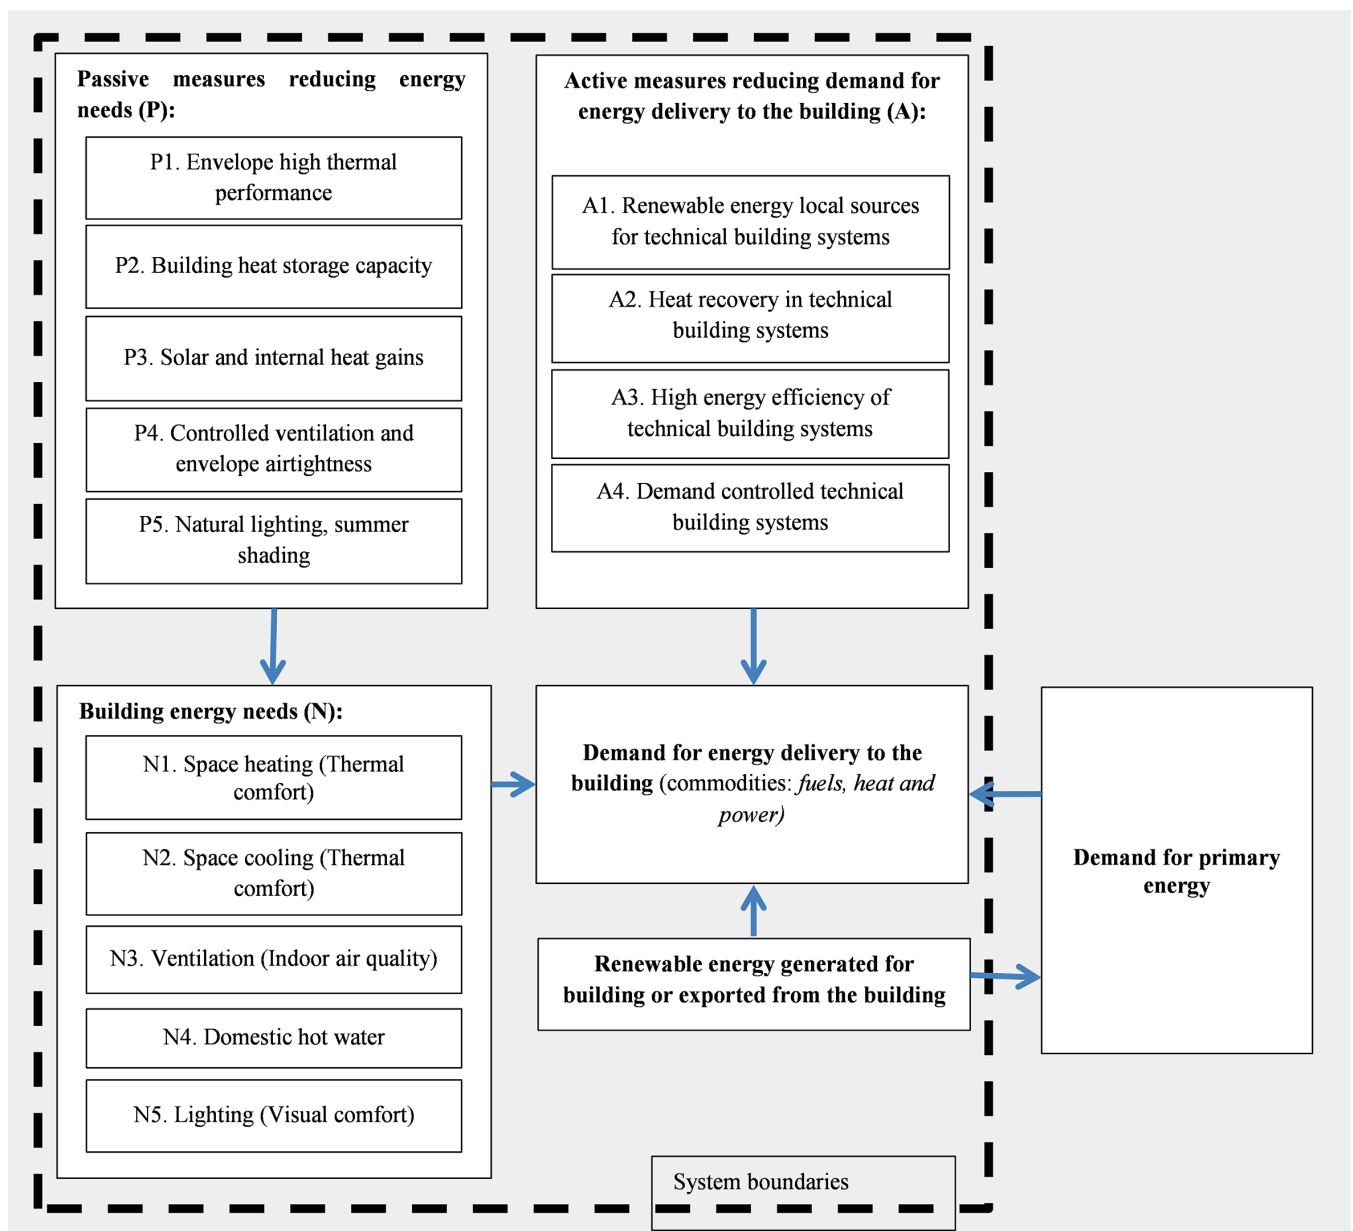 Passive measures reducing energy
needs (P):
P1. Envelope high thermal
performance
P2. Building heat storage capacity
P3. Solar and internal heat gains
P4. Controlled ventilation and
envelope airtightness
P5. Natural lighting, summer
shading
Active measures reducing demand for
energy delivery to the building (A):
A1. Renewable energy local sources
for technical building systems
A2. Heat recovery in technical
building systems
A3. High energy efficiency of
technical building systems
A4. Demand controlled technical
building systems
Building energy needs (N):
N1. Space heating (Thermal
comfort)
N2. Space cooling (Thermal
comfort)
N3. Ventilation (Indoor air quality)
N4. Domestic hot water
N5. Lighting (Visual comfort)
Demand for energy delivery to the
building (commodities: fuels, heat and
power)
Renewable energy generated for
building or exported from the building
Demand for primary
energy
System boundaries